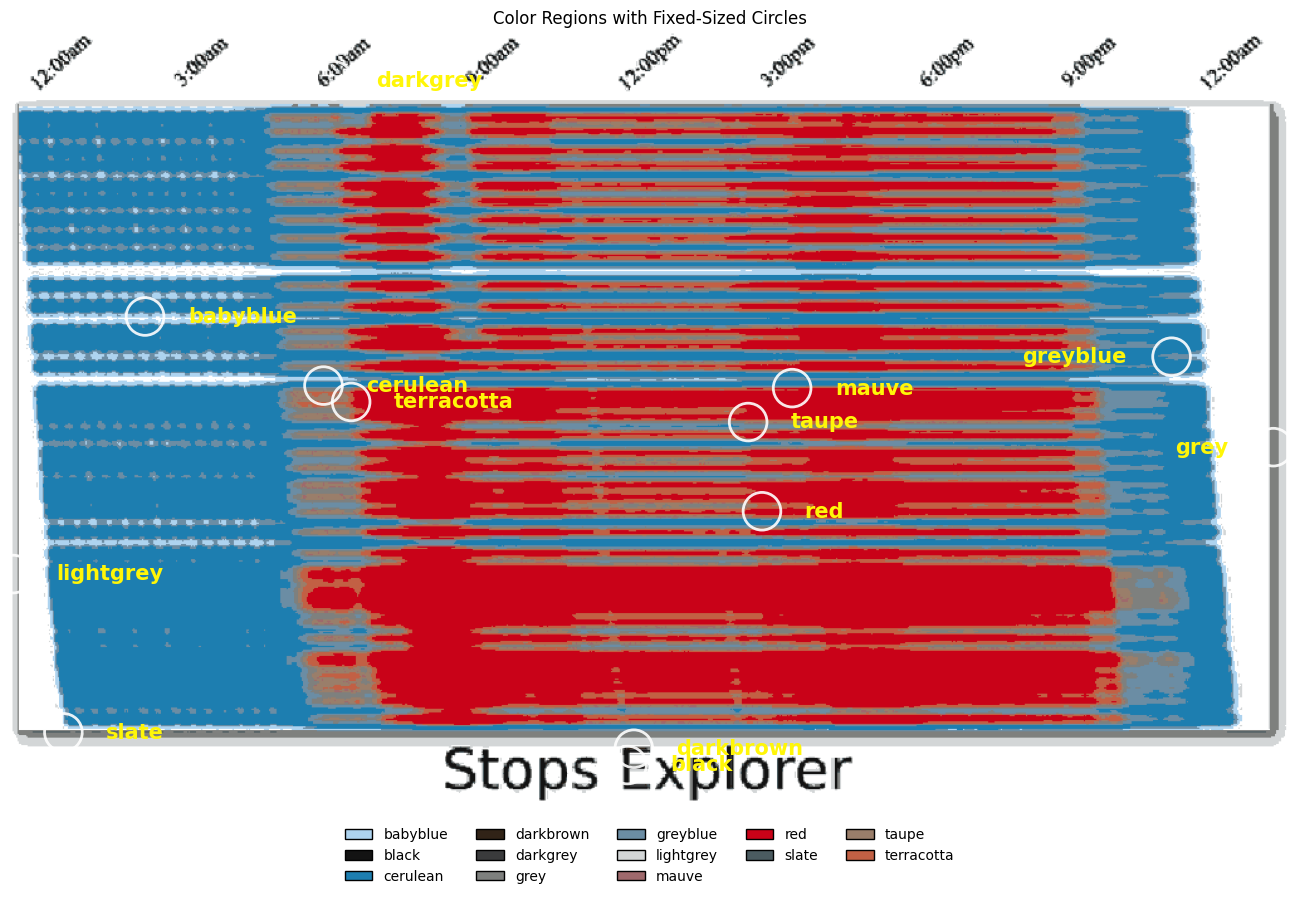 Color Regions with Fixed-Sized Circles
12:00am 3:00am 6:00am 9:00am 12:00pm 3:00pm 6:00pm 9:00pm 12:00am
darkgrey
babyblue
greyblue
cerulean
mauve
terracotta
taupe
grey
red
lightgrey
slate
darkbrown
black
Stops Explorer
babyblue darkbrown greyblue red taupe
black darkgrey lightgrey slate terracotta
cerulean grey mauve